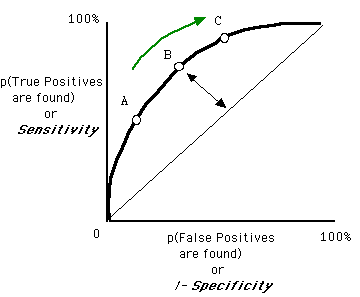 100%
C
B
p(True Positives
are found)
or
Sensitivity
A
0
p(False Positives
are found)
or
1- Specificity
100%